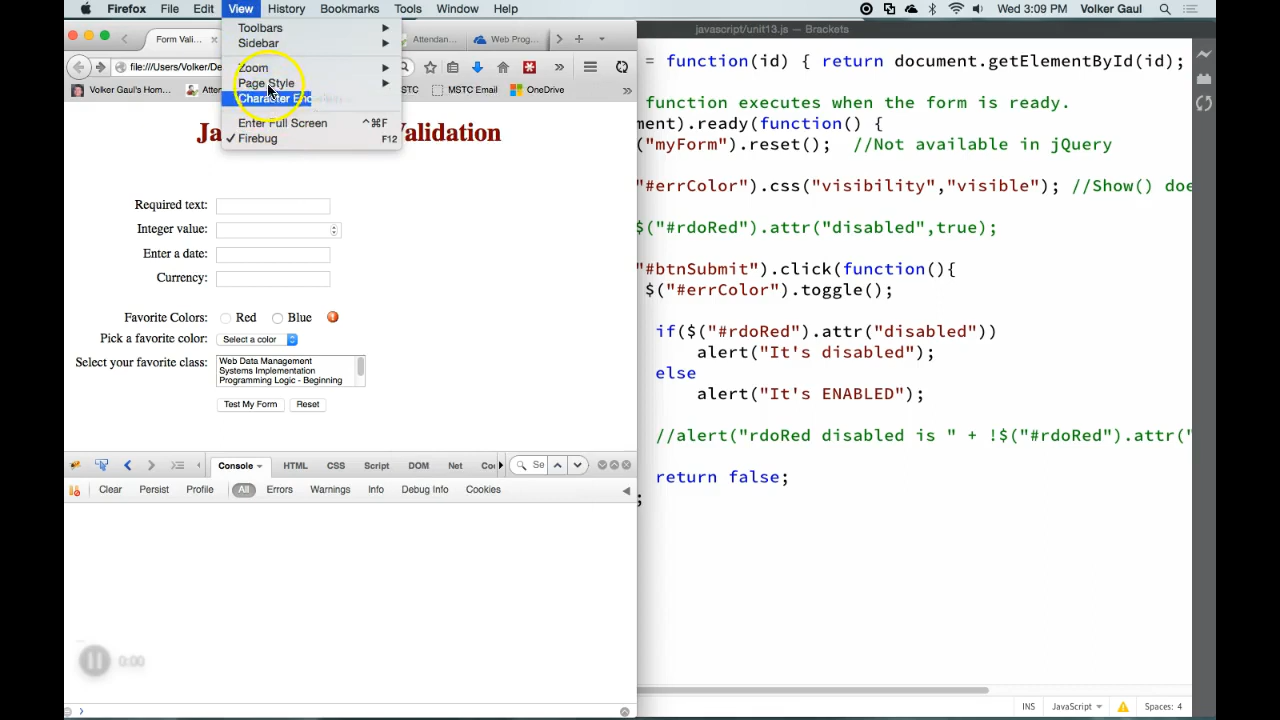 Firefox File Edit View History Bookmarks Tools Window Help Wed 3:09 PM Volker Gaul
Toolbars
Sidebar
Zoom
Page Style
Character
Enter Full Screen ^⌘F
✓ Firebug F12
Form Vali... Attendan... Web Prog...
file:///Users/Volker/De
Volker Gaul's Hom... STC MSTC Email OneDrive
Validation
Required text:
Integer value:
Enter a date:
Currency:
Favorite Colors: Red Blue
Pick a favorite color: Select a color
Select your favorite class: Web Data Management
Systems Implementation
Programming Logic - Beginning
Test My Form Reset
Console HTML CSS Script DOM Net Se
Clear Persist Profile All Errors Warnings Info Debug Info Cookies
0:00
javascript/unit13.js — Brackets
= function(id) { return document.getElementById(id);
function executes when the form is ready.
ment).ready(function() {
("myForm").reset(); //Not available in jQuery
"#errColor").css("visibility","visible"); //Show() doe
$("#rdoRed").attr("disabled",true);
"#btnSubmit").click(function(){
$("#errColor").toggle();
if($("#rdoRed").attr("disabled"))
alert("It's disabled");
else
alert("It's ENABLED");
//alert("rdoRed disabled is " + !$("#rdoRed").attr("
return false;
;
INS JavaScript Spaces: 4